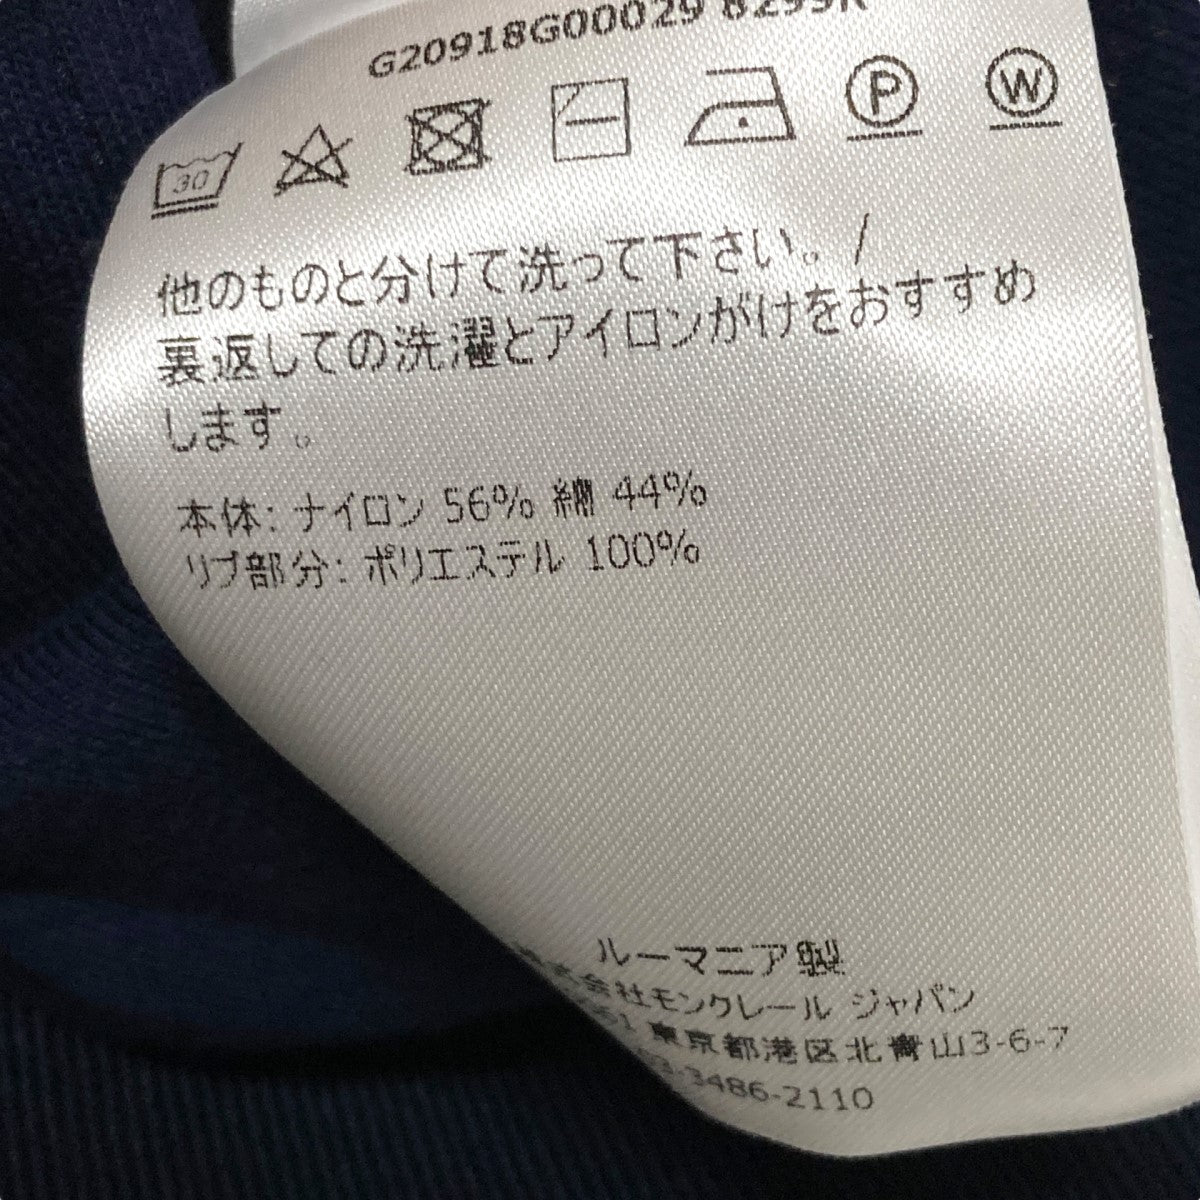 G20918G00029 8299K
30
P
W
他のものと分けて洗って下さい。/
裏返しての洗濯とアイロンがけをおすすめ
します。
本体: ナイロン 56% 綿 44%
リブ部分: ポリエステル 100%
ルーマニア製
株式会社モンクレール ジャパン
東京都港区北青山3-6-7
03-3486-2110